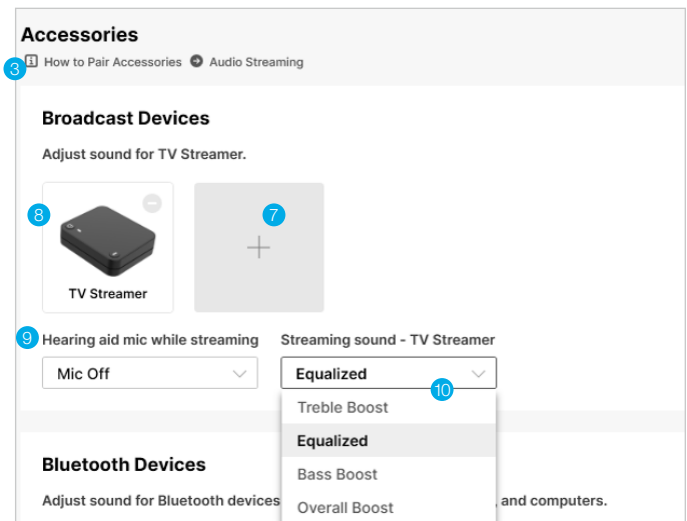 Accessories
3 i How to Pair Accessories Audio Streaming
Broadcast Devices
Adjust sound for TV Streamer.
8 7
TV Streamer
9 Hearing aid mic while streaming Streaming sound - TV Streamer
Mic Off Equalized
10
Treble Boost
Equalized
Bluetooth Devices Bass Boost
Adjust sound for Bluetooth devices , and computers.
Overall Boost